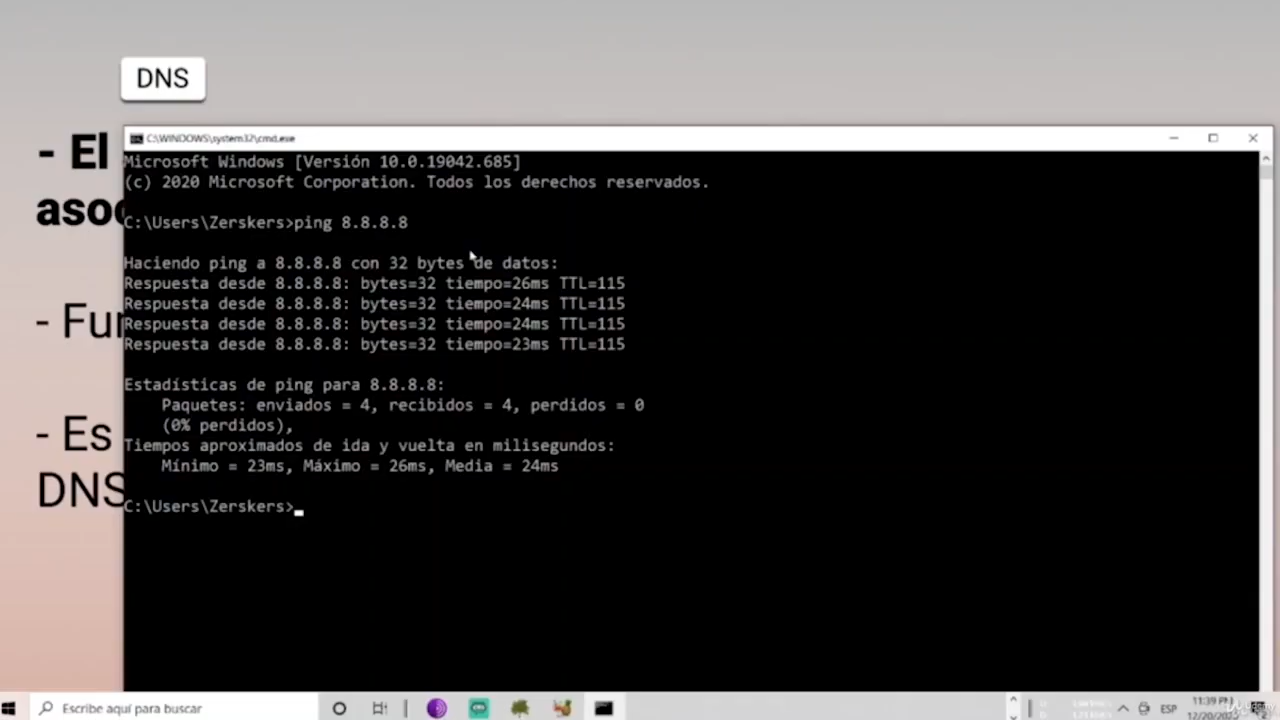 DNS
- El
C:\WINDOWS\system32\cmd.exe
Microsoft Windows [Versión 10.0.19042.685]
(c) 2020 Microsoft Corporation. Todos los derechos reservados.
C:\Users\Zerskers>ping 8.8.8.8
Haciendo ping a 8.8.8.8 con 32 bytes de datos:
Respuesta desde 8.8.8.8: bytes=32 tiempo=26ms TTL=115
Respuesta desde 8.8.8.8: bytes=32 tiempo=24ms TTL=115
- Fu
Respuesta desde 8.8.8.8: bytes=32 tiempo=24ms TTL=115
Respuesta desde 8.8.8.8: bytes=32 tiempo=23ms TTL=115
Estadísticas de ping para 8.8.8.8:
Paquetes: enviados = 4, recibidos = 4, perdidos = 0
(0% perdidos),
- Es
Tiempos aproximados de ida y vuelta en milisegundos:
Mínimo = 23ms, Máximo = 26ms, Media = 24ms
DNS
C:\Users\Zerskers>
Escribe aquí para buscar
ESP
11:39 PM